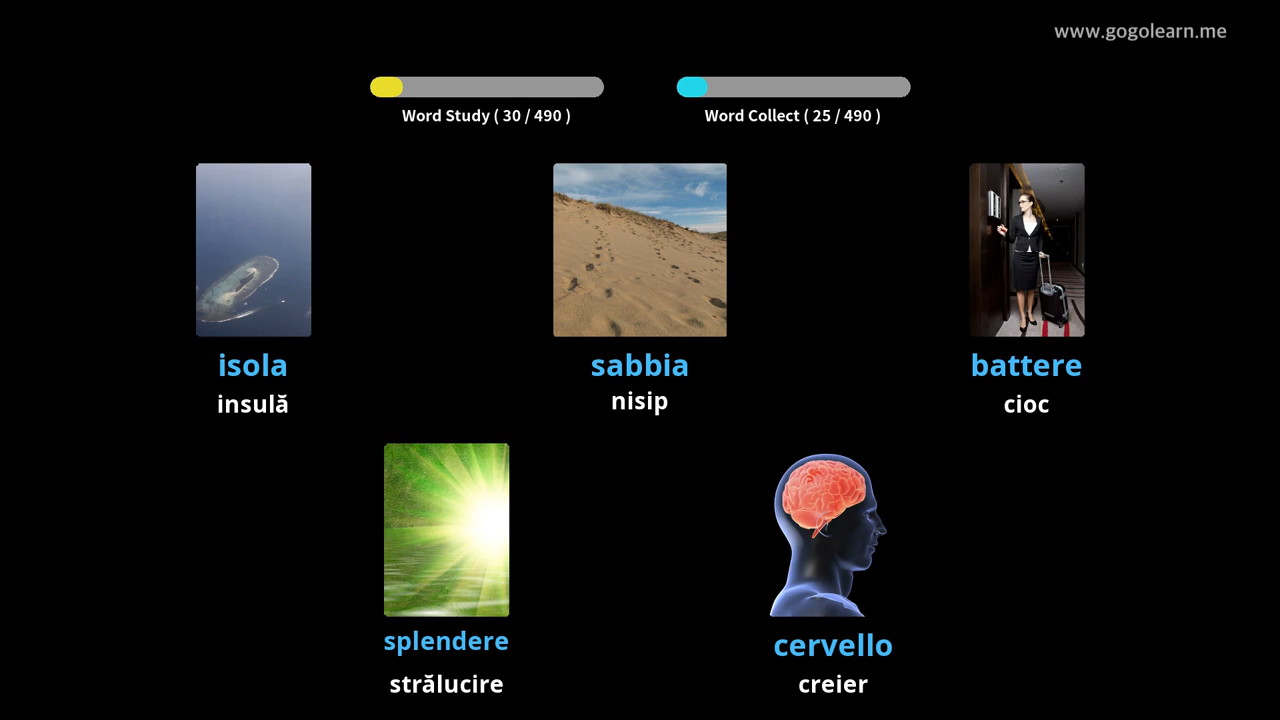 www.gogolearn.me
Word Study ( 30 / 490 )
Word Collect ( 25 / 490 )
isola
insulă
sabbia
nisip
battere
cioc
splendere
strălucire
cervello
creier